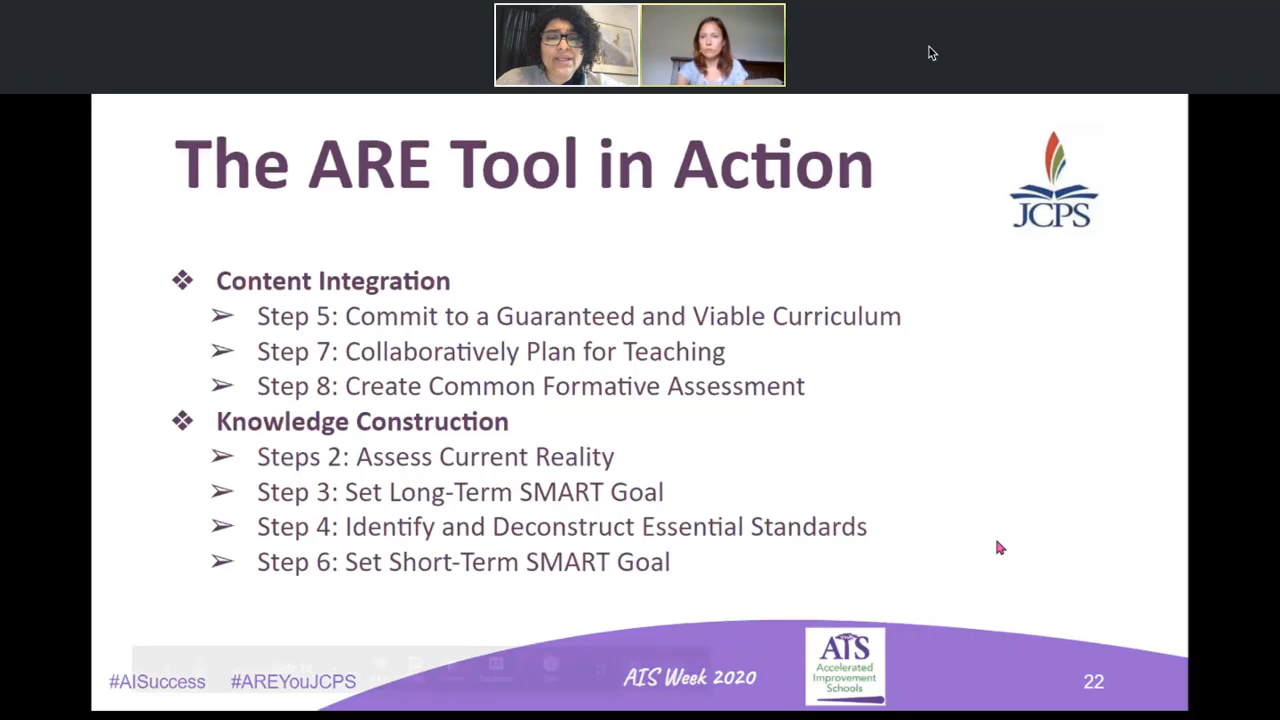 The ARE Tool in Action
JCPS
❖ Content Integration
➢ Step 5: Commit to a Guaranteed and Viable Curriculum
➢ Step 7: Collaboratively Plan for Teaching
➢ Step 8: Create Common Formative Assessment
❖ Knowledge Construction
➢ Steps 2: Assess Current Reality
➢ Step 3: Set Long-Term SMART Goal
➢ Step 4: Identify and Deconstruct Essential Standards
➢ Step 6: Set Short-Term SMART Goal
#AISuccess #AREYouJCPS
AIS Week 2020
AIS
Accelerated
Improvement
Schools
22